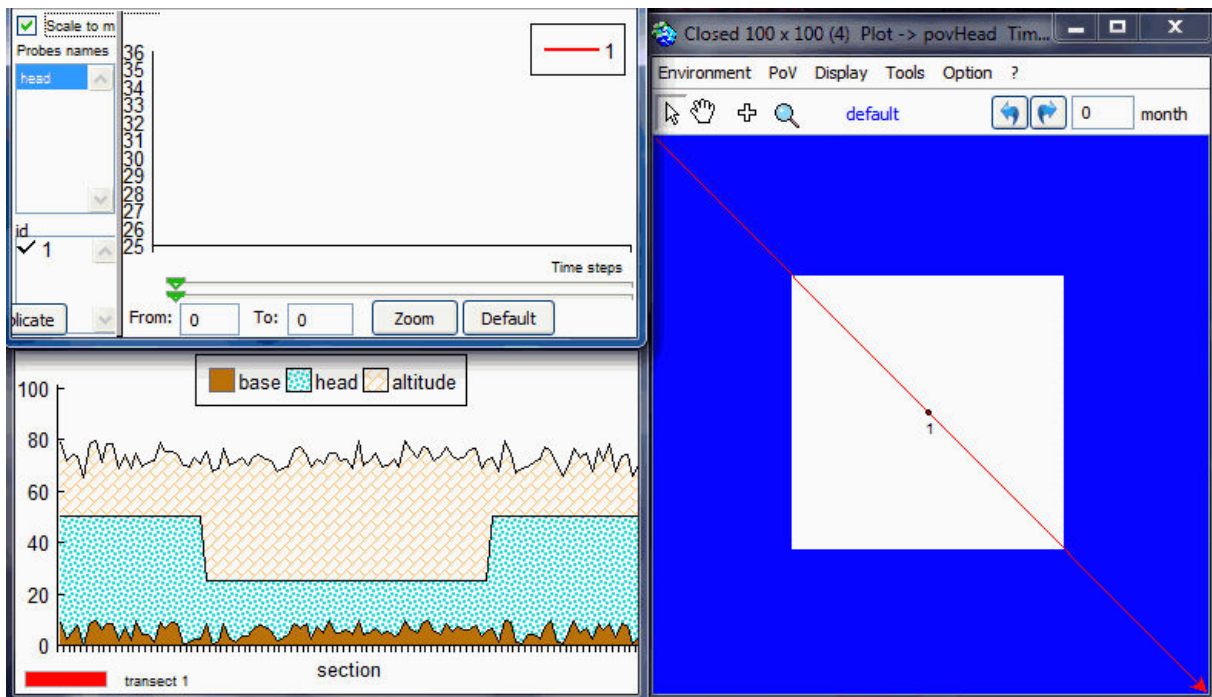 Scale to m
Probes names
head
id
1
plicate
36
35
34
33
32
31
30
29
28
27
26
25
1
Time steps
From: 0 To: 0 Zoom Default
base head altitude
100
80
60
40
20
0
section
transect 1
Closed 100 x 100 (4) Plot -> povHead Tim...
Environment PoV Display Tools Option ?
default 0 month
1